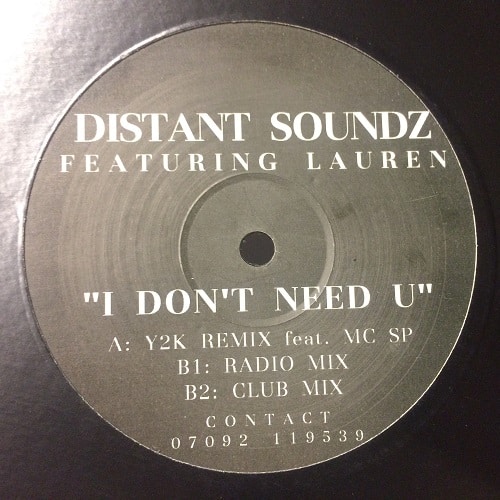 DISTANT SOUNDZ
FEATURING LAUREN
"I DON'T NEED U"
A: Y2K REMIX feat. MC SP
B1: RADIO MIX
B2: CLUB MIX
CONTACT
07092 119539